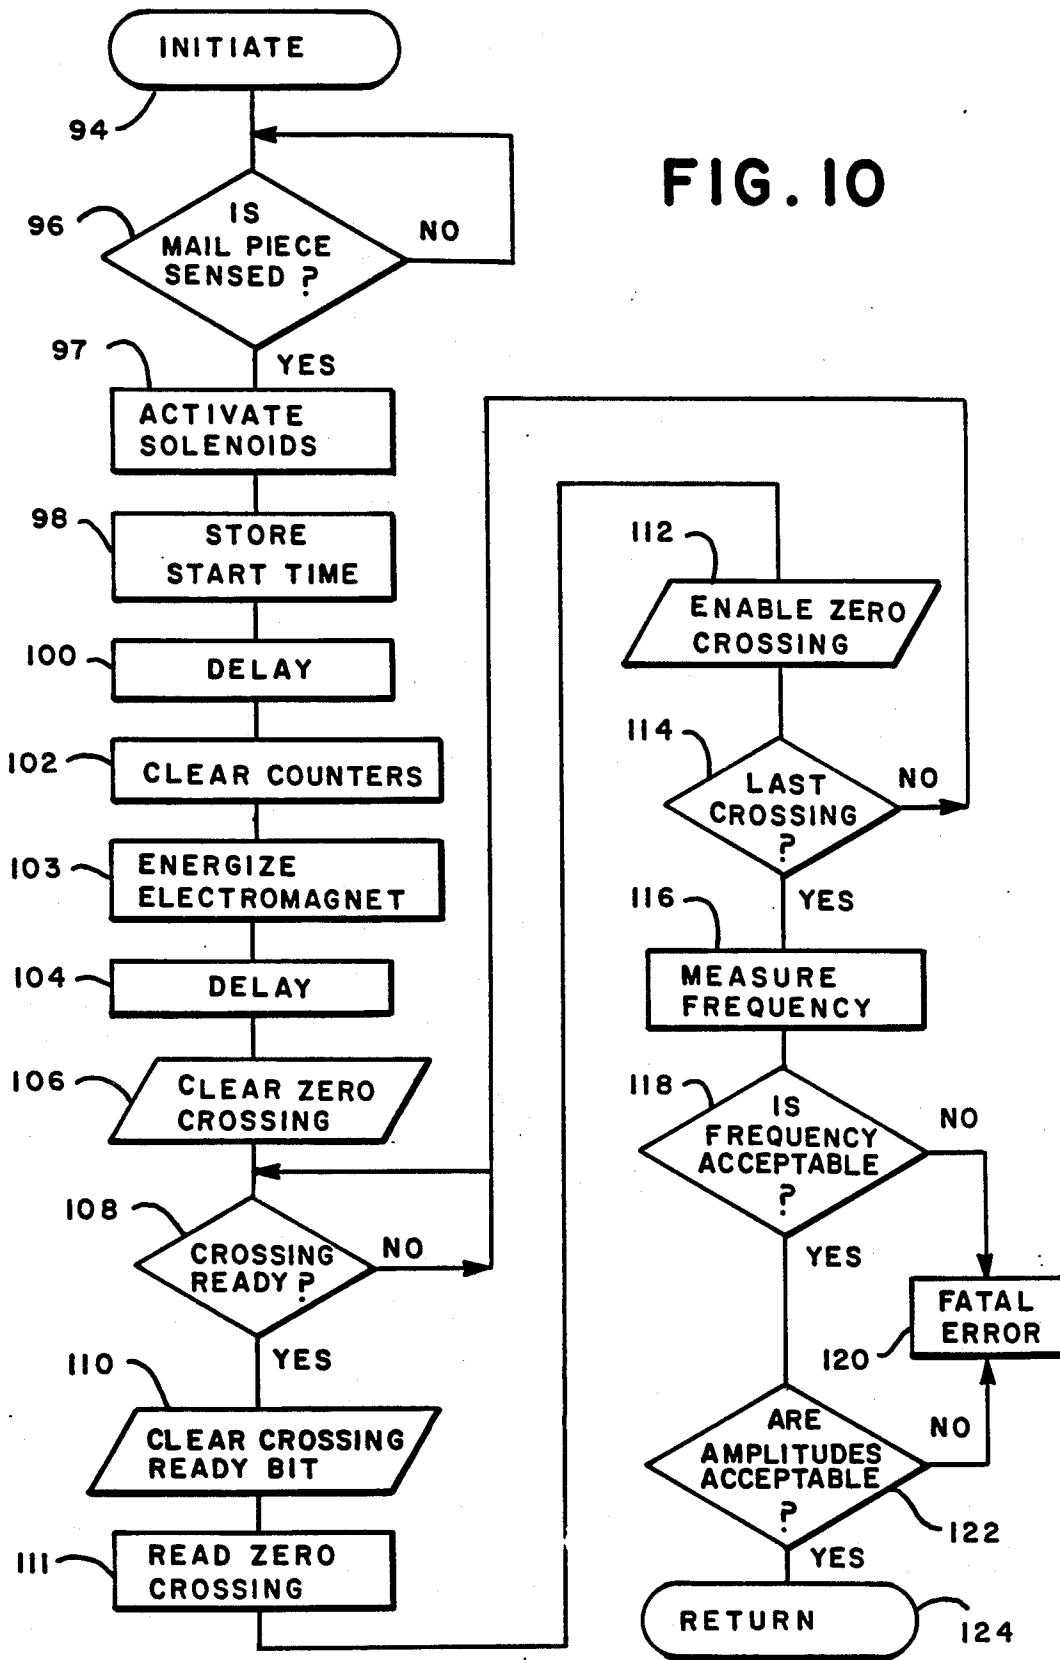 INITIATE
94
FIG. 10
96
IS
MAIL PIECE
SENSED ?
NO
YES
97
ACTIVATE
SOLENOIDS
98
STORE
START TIME
100
DELAY
102
CLEAR COUNTERS
103
ENERGIZE
ELECTROMAGNET
104
DELAY
106
CLEAR ZERO
CROSSING
108
CROSSING
READY ?
NO
YES
110
CLEAR CROSSING
READY BIT
111
READ ZERO
CROSSING
112
ENABLE ZERO
CROSSING
114
LAST
CROSSING
?
NO
YES
116
MEASURE
FREQUENCY
118
IS
FREQUENCY
ACCEPTABLE
?
NO
YES
FATAL
ERROR
120
ARE
AMPLITUDES
ACCEPTABLE
?
NO
122
YES
RETURN
124